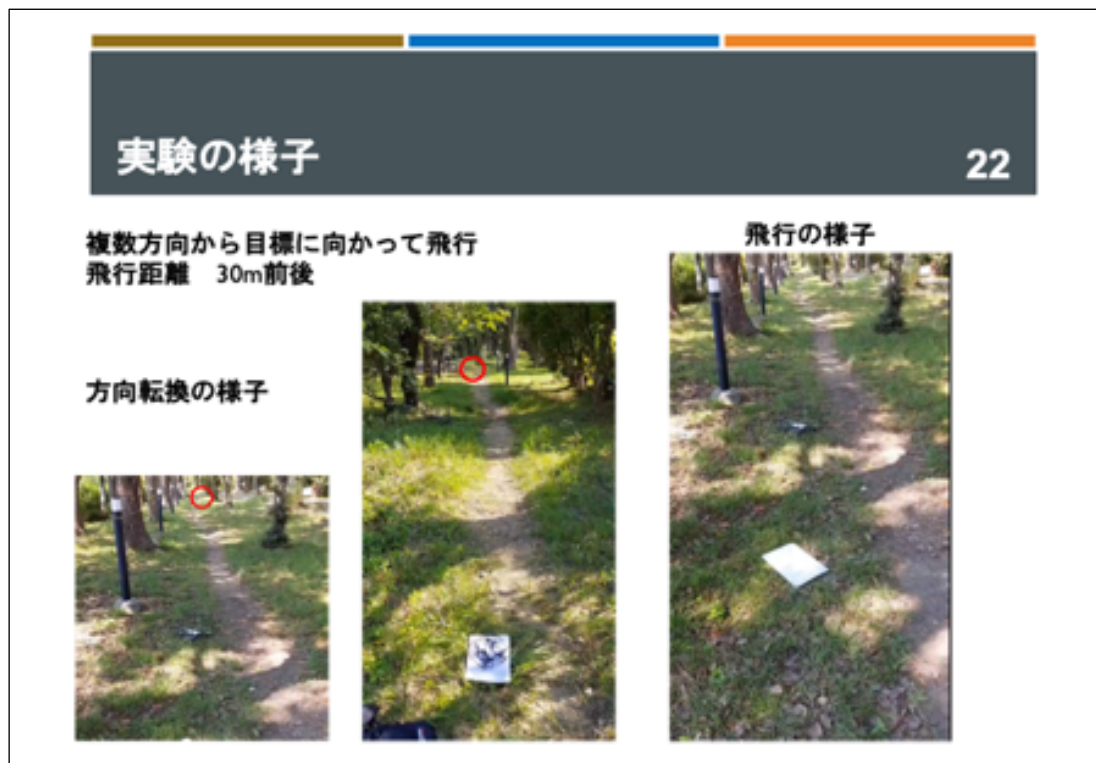 実験の様子
22
複数方向から目標に向かって飛行
飛行距離　30m前後
飛行の様子
方向転換の様子